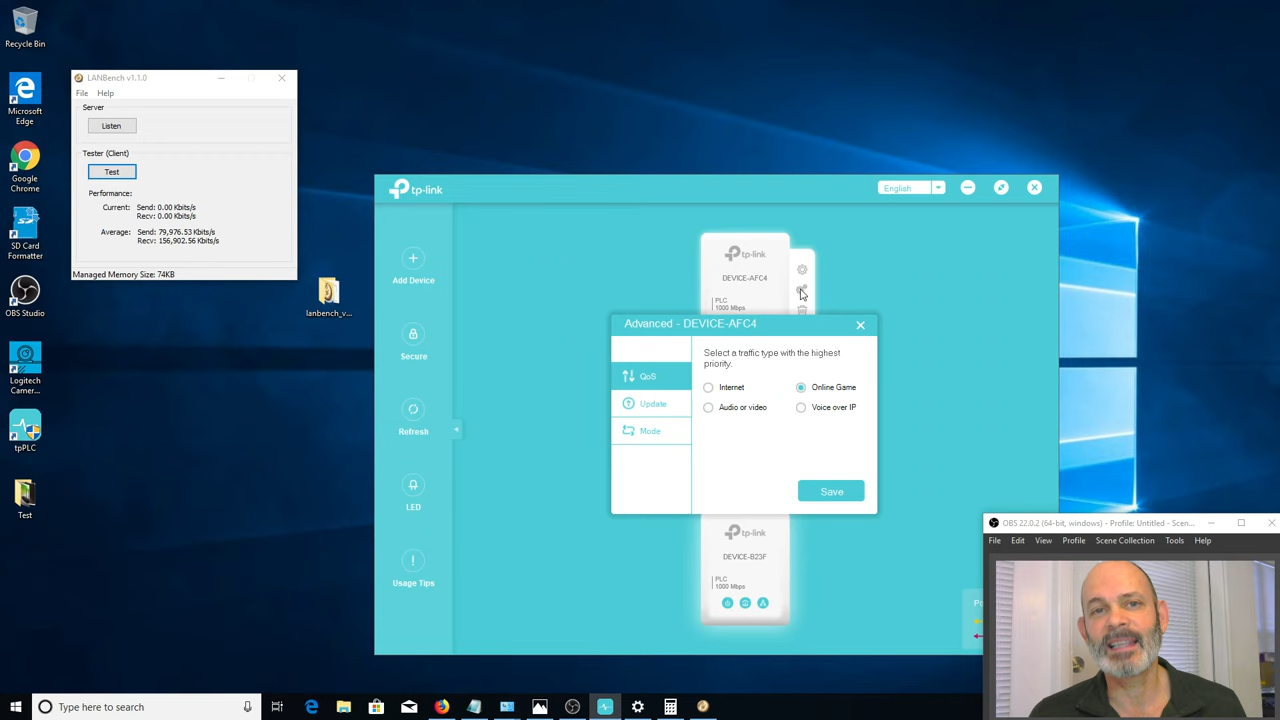 Recycle Bin
Microsoft
Edge
Google
Chrome
SD Card
Formatter
OBS Studio
Logitech
Camer...
tpPLC
Test
lanbench_v...
LANBench v1.1.0
File Help
Server
Listen
Tester (Client)
Test
Performance:
Current: Send: 0.00 Kbits/s
Recv: 0.00 Kbits/s
Average: Send: 79,976.53 Kbits/s
Recv: 156,902.56 Kbits/s
Managed Memory Size: 74KB
tp-link
English
Add Device
Secure
Refresh
LED
Usage Tips
tp-link
DEVICE-AFC4
PLC
1000 Mbps
Advanced - DEVICE-AFC4
QoS
Update
Mode
Select a traffic type with the highest
priority.
Internet Online Game
Audio or video Voice over IP
Save
tp-link
DEVICE-B23F
PLC
1000 Mbps
OBS 22.0.2 (64-bit, windows) - Profile: Untitled - Scen...
File Edit View Profile Scene Collection Tools Help
Type here to search